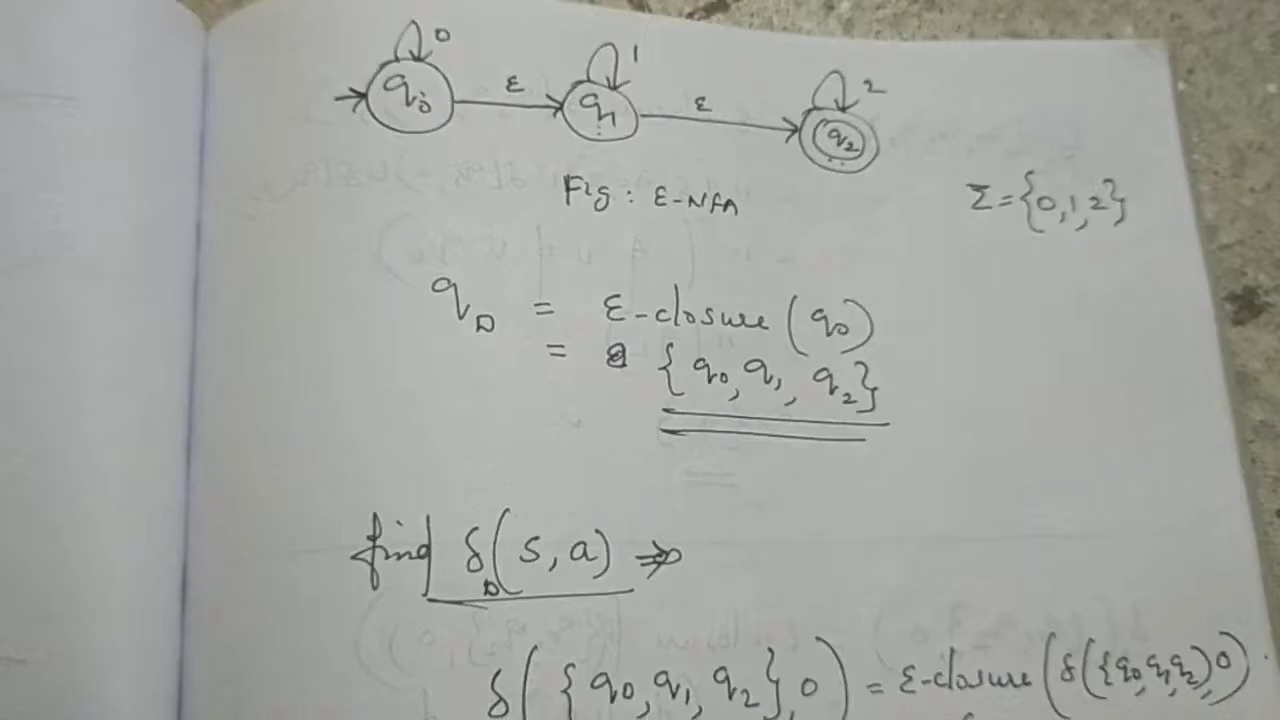 0 1 2
q0 ε q1 ε q2
Fig : ε-NFA
Σ={0,1,2}
qD = ε-closure (q0)
= {q0, q1, q2}
find δD(s,a) ⇒
δ({q0,q1,q2},0) = ε-closure(δ({q0,q1,q2},0)